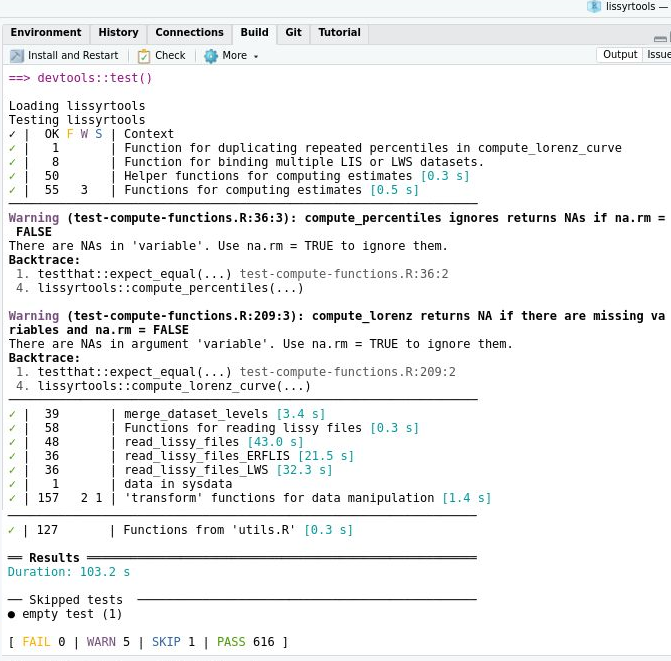 lissyrtools —
Environment History Connections Build Git Tutorial
Install and Restart Check More Output Issue
==> devtools::test()
Loading lissyrtools
Testing lissyrtools
✓ | OK F W S | Context
✓ | 1 | Function for duplicating repeated percentiles in compute_lorenz_curve
✓ | 8 | Function for binding multiple LIS or LWS datasets.
✓ | 50 | Helper functions for computing estimates [0.3 s]
✓ | 55 3 | Functions for computing estimates [0.5 s]
Warning (test-compute-functions.R:36:3): compute_percentiles ignores returns NAs if na.rm =
FALSE
There are NAs in 'variable'. Use na.rm = TRUE to ignore them.
Backtrace:
1. testthat::expect_equal(...) test-compute-functions.R:36:2
4. lissyrtools::compute_percentiles(...)
Warning (test-compute-functions.R:209:3): compute_lorenz returns NA if there are missing va
riables and na.rm = FALSE
There are NAs in argument 'variable'. Use na.rm = TRUE to ignore them.
Backtrace:
1. testthat::expect_equal(...) test-compute-functions.R:209:2
4. lissyrtools::compute_lorenz_curve(...)
✓ | 39 | merge_dataset_levels [3.4 s]
✓ | 58 | Functions for reading lissy files [0.3 s]
✓ | 48 | read_lissy_files [43.0 s]
✓ | 36 | read_lissy_files_ERFLIS [21.5 s]
✓ | 36 | read_lissy_files_LWS [32.3 s]
✓ | 1 | data in sysdata
✓ | 157 2 1 | 'transform' functions for data manipulation [1.4 s]
✓ | 127 | Functions from 'utils.R' [0.3 s]
══ Results ══
Duration: 103.2 s
── Skipped tests ──
● empty test (1)
[ FAIL 0 | WARN 5 | SKIP 1 | PASS 616 ]